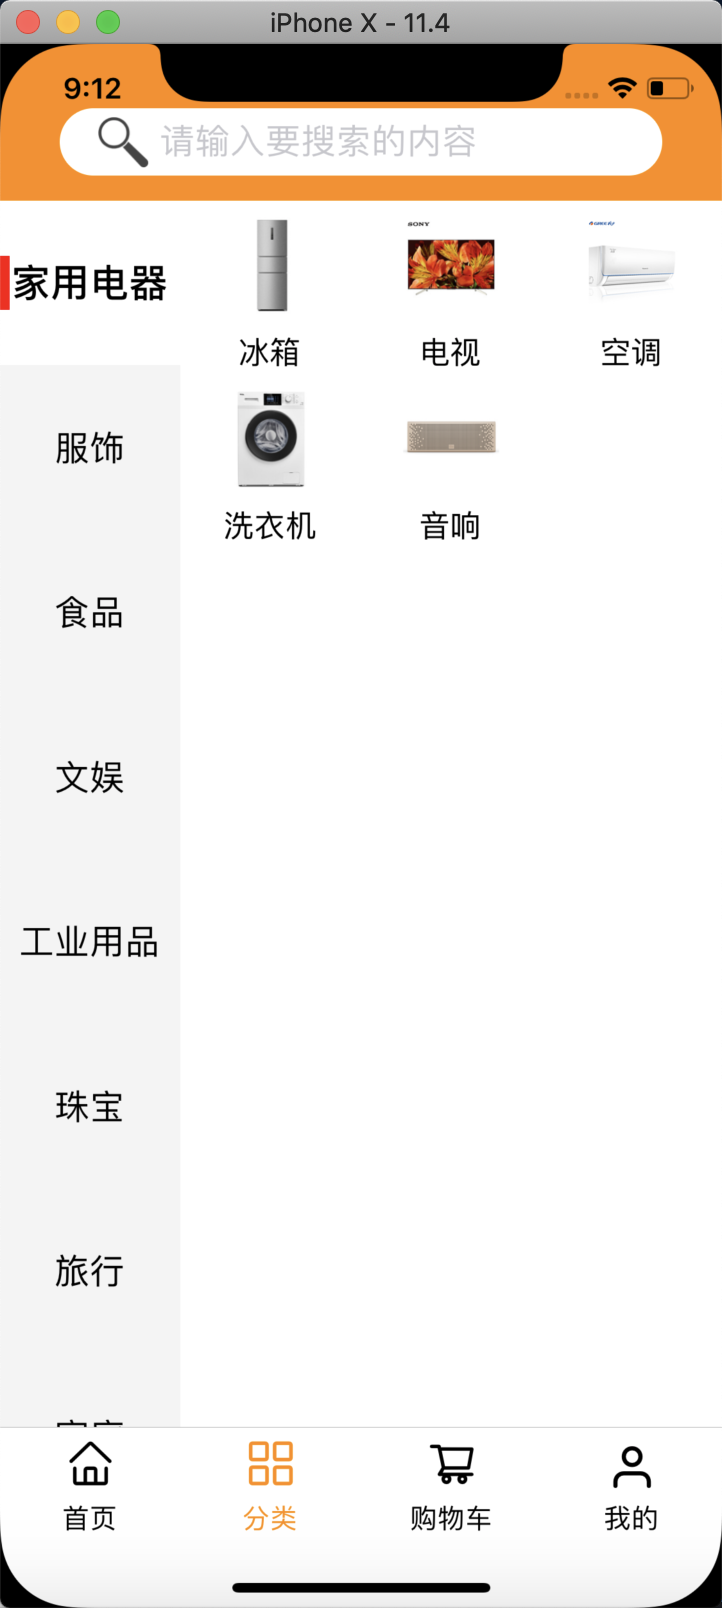 iPhone X - 11.4
9:12
请输入要搜索的内容
家用电器
服饰
食品
文娱
工业用品
珠宝
旅行
SONY
冰箱
电视
空调
洗衣机
音响
首页
分类
购物车
我的